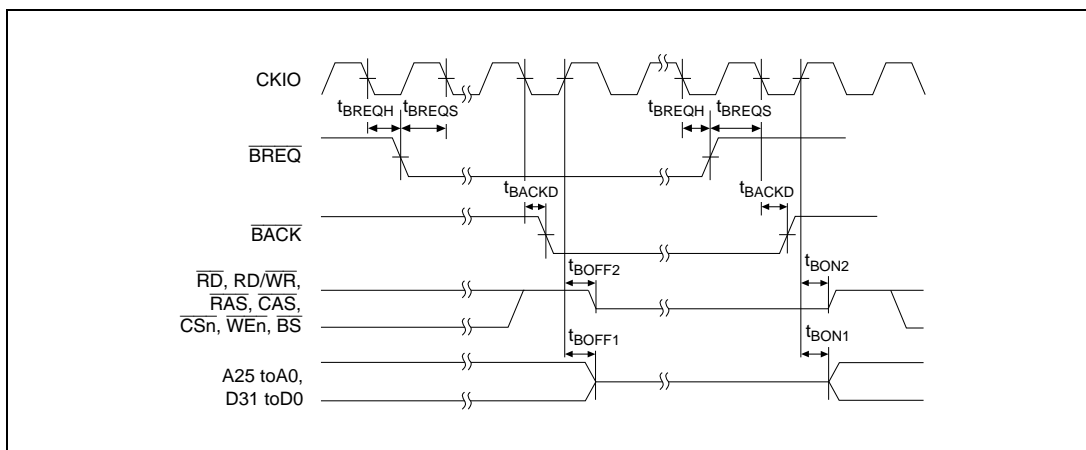 CKIO
tBREQH tBREQS tBREQH tBREQS
BREQ
tBACKD tBACKD
BACK
RD, RD/WR,
RAS, CAS,
CSn, WEn, BS
tBOFF2 tBON2
tBOFF1 tBON1
A25 toA0,
D31 toD0